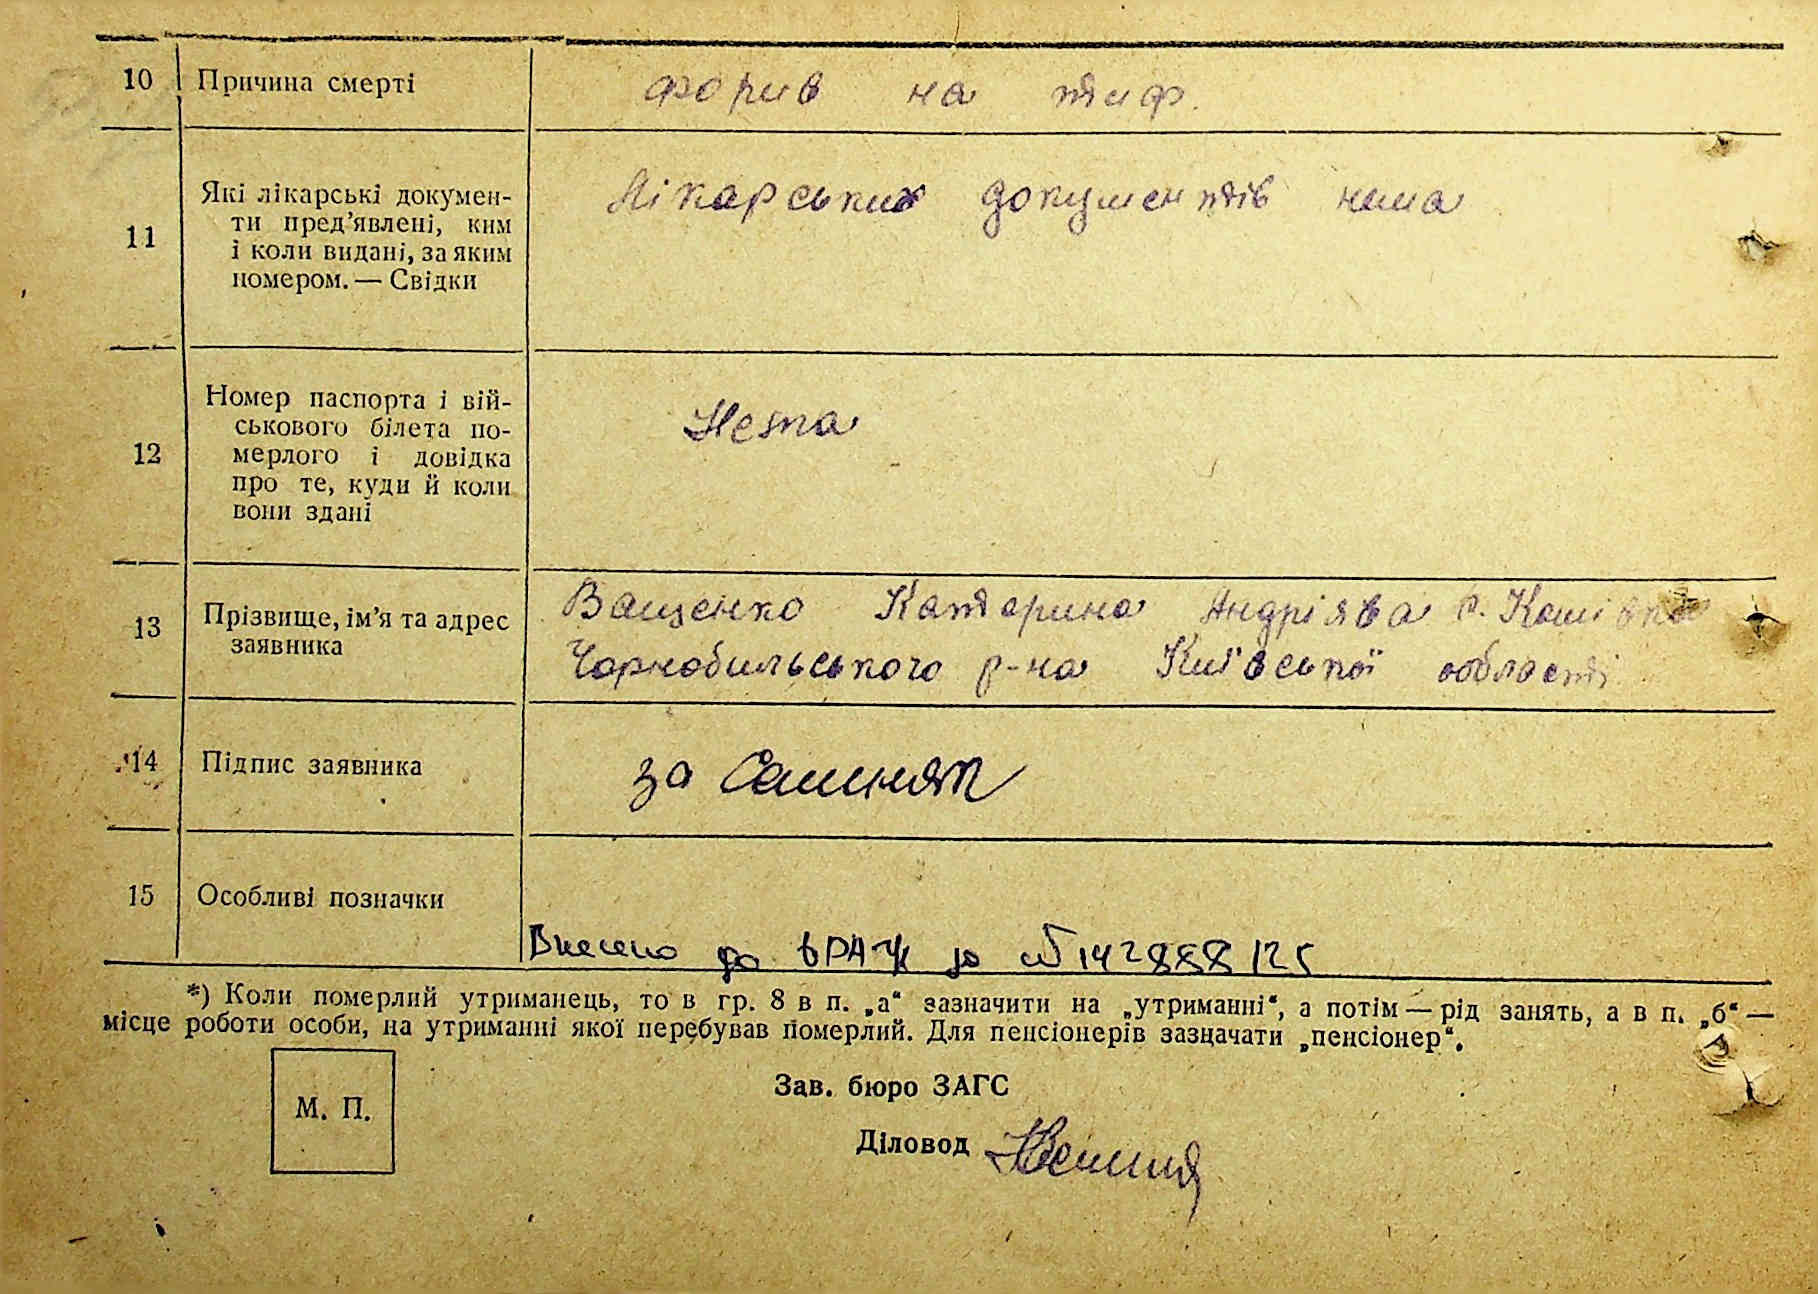 10 Причина смерті форив на тиф.
11 Які лікарські докумен-
ти пред’явлені, ким
і коли видані, за яким
номером. — Свідки
Лікарських документів нема
12 Номер паспорта і вій-
ськового білета по-
мерлого і довідка
про те, куди й коли
вони здані
Нема
13 Прізвище, ім’я та адрес
заявника
Ващенко Катерина Андріява с. Кошівка
Чорнобильського р-на Київської області
14 Підпис заявника за
15 Особливі позначки
Внесено до
*) Коли померлий утриманець, то в гр. 8 в п. „а“ зазначити на „утриманні“, а потім — рід занять, а в п. „б“ —
місце роботи особи, на утриманні якої перебував померлий. Для пенсіонерів зазначати „пенсіонер“.
М. П.
Зав. бюро ЗАГС
Діловод